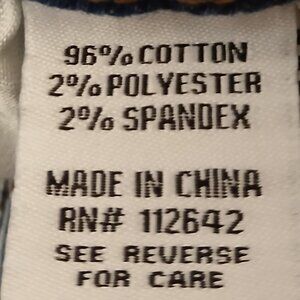 96% COTTON
2% POLYESTER
2% SPANDEX
MADE IN CHINA
RN# 112642
SEE REVERSE
FOR CARE